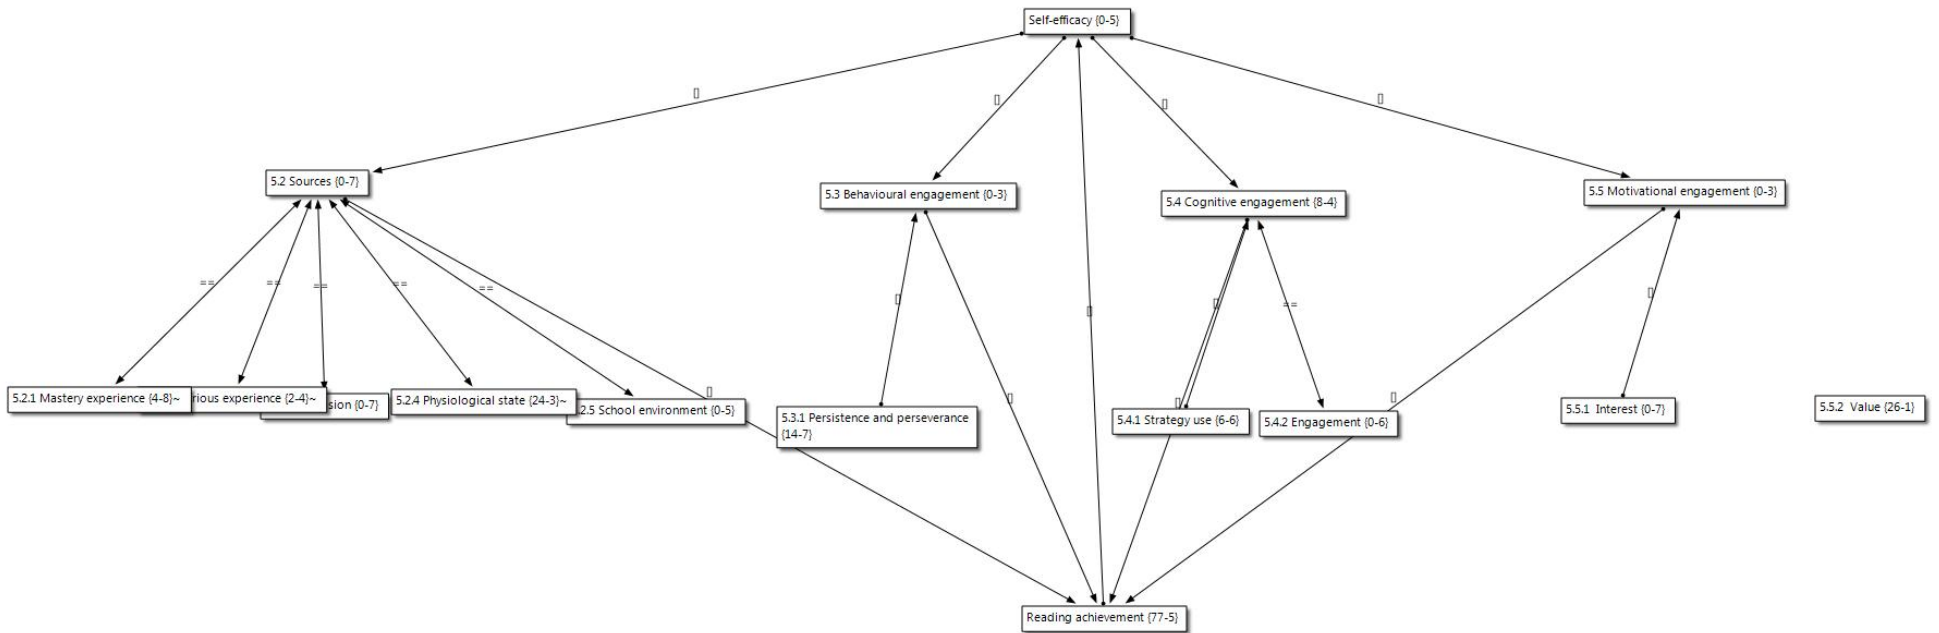 Self-efficacy {0-5}
5.2 Sources {0-7}
5.3 Behavioural engagement {0-3}
5.4 Cognitive engagement {8-4}
5.5 Motivational engagement {0-3}
==
==
==
==
==
==
5.2.1 Mastery experience {4-8}~
experience {2-4}~
{0-7}
5.2.4 Physiological state {24-3}~
.2.5 School environment {0-5}
5.3.1 Persistence and perseverance
{14-7}
5.4.1 Strategy use {6-6}
5.4.2 Engagement {0-6}
5.5.1 Interest {0-7}
5.5.2 Value {26-1}
Reading achievement {77-5}